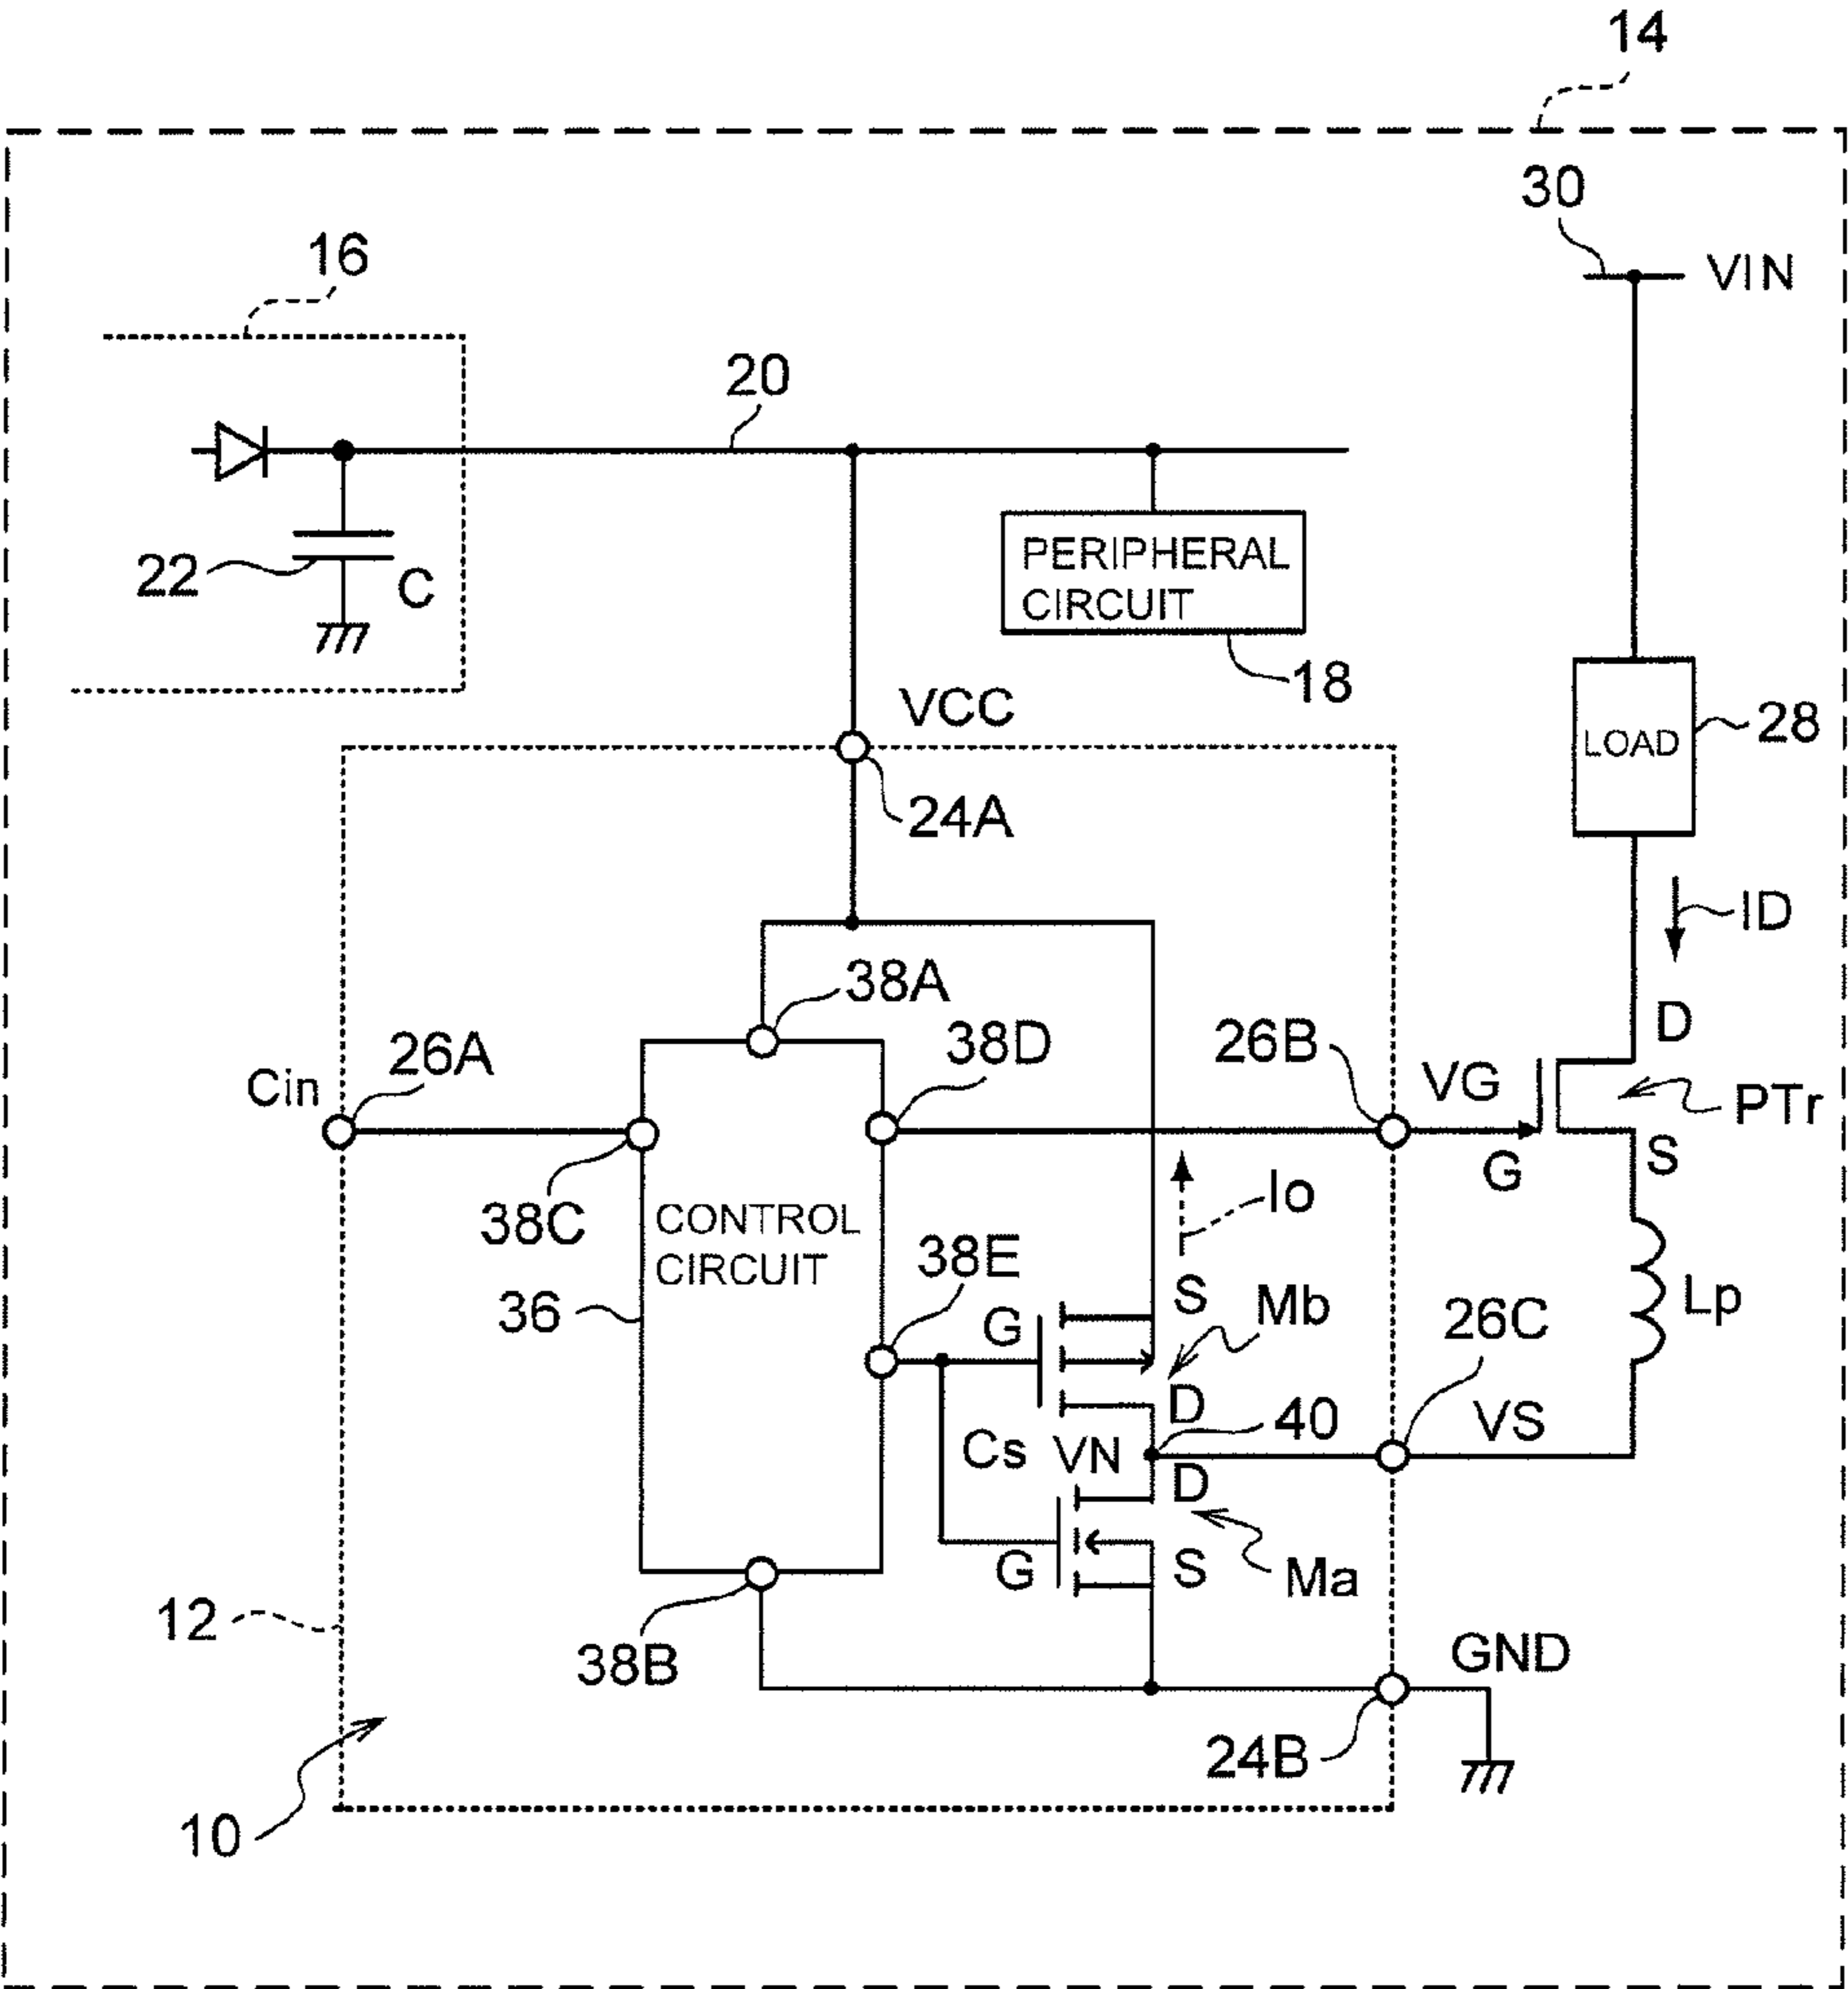 14
30
VIN
16
20
22
C
PERIPHERAL
CIRCUIT
18
VCC
24A
LOAD
28
ID
38A
26A
Cin
38D
26B
VG
D
PTr
G
S
38C
CONTROL
CIRCUIT
Io
38E
36
G
S
Mb
26C
Lp
D
40
VS
Cs
VN
D
G
S
Ma
12
38B
GND
24B
10